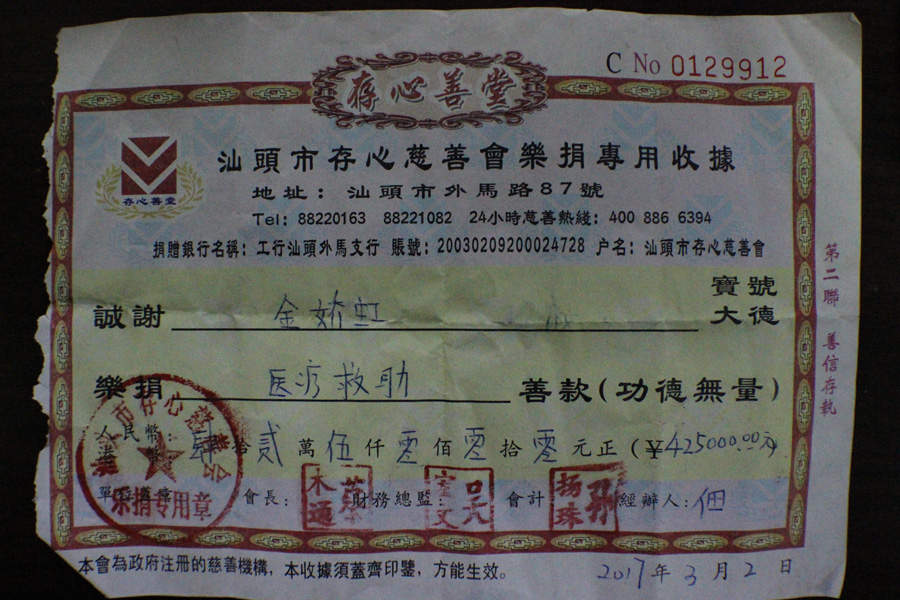 C No 0129912
存心善堂
存心善堂
汕頭市存心慈善會樂捐專用收據
地址：汕頭市外馬路87號
Tel：88220163 88221082 24小時慈善熱綫：400 886 6394
捐贈銀行名稱：工行汕頭外馬支行 賬號：2003020920002４728 户名：汕頭市存心慈善會
誠謝 金娇虹 寶號 大德
樂捐 医疗救助 善款（功德無量）
人民幣： 肆拾贰萬伍仟零佰零拾零元正（¥425000.00元）
樂捐专用章
會長： 財務總監： 會計 經辦人：佃
本會為政府注册的慈善機構，本收據須蓋齊印鑒，方能生效。
2017年3月2日
第二聯 善信存執